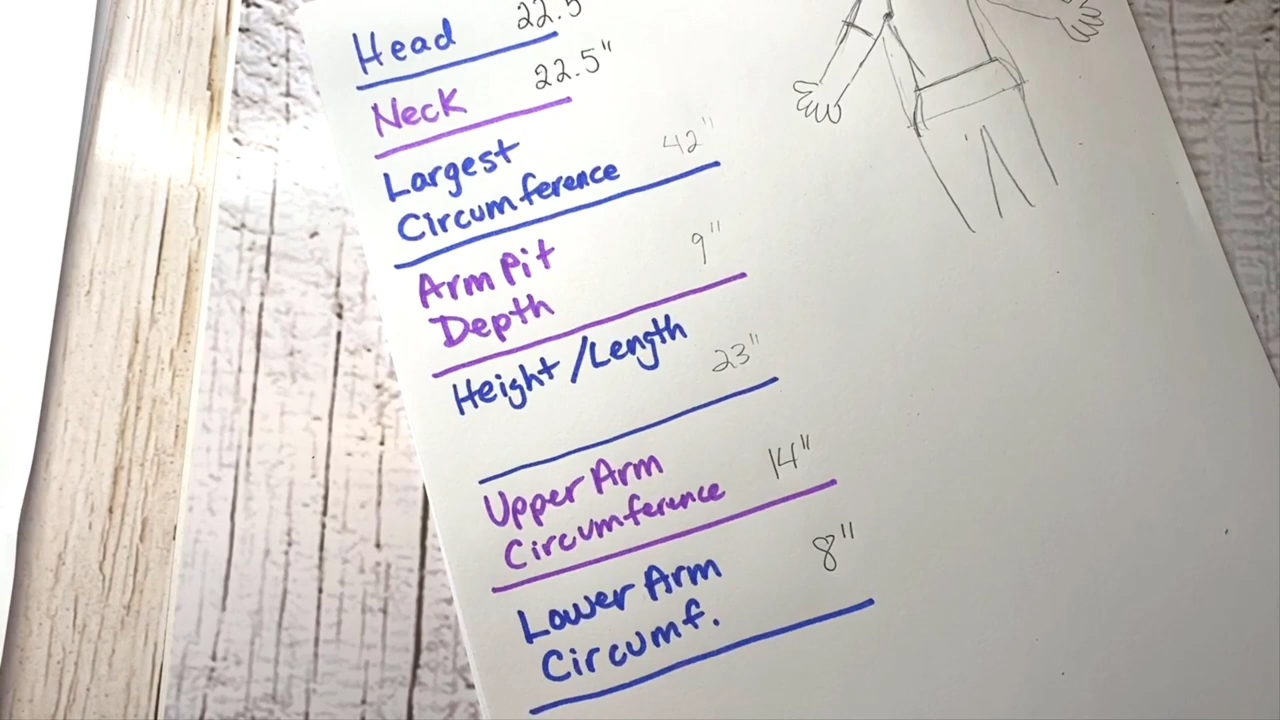 Head 22.5
Neck 22.5"
Largest
Circumference 42"
Arm Pit
Depth 9"
Height/Length 23"
Upper Arm
Circumference 14"
Lower Arm 8"
Circumf.